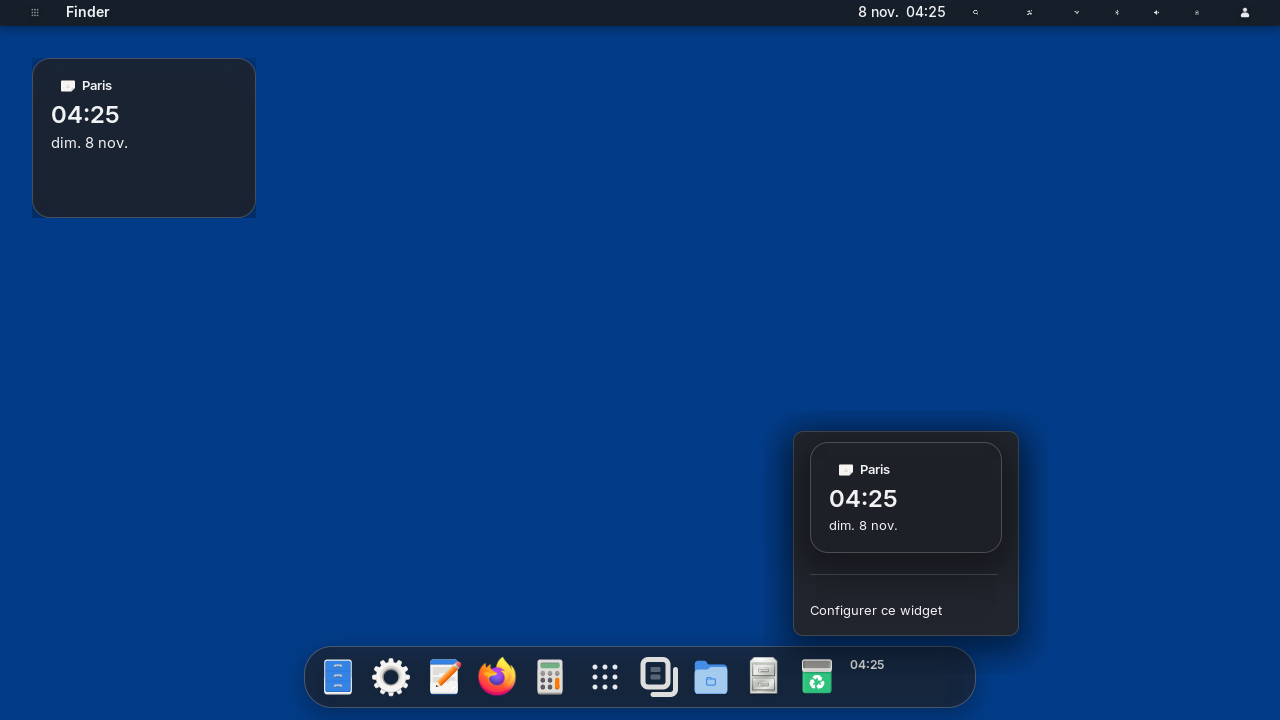 Finder
8 nov. 04:25
Paris
04:25
dim. 8 nov.
Paris
04:25
dim. 8 nov.
Configurer ce widget
04:25